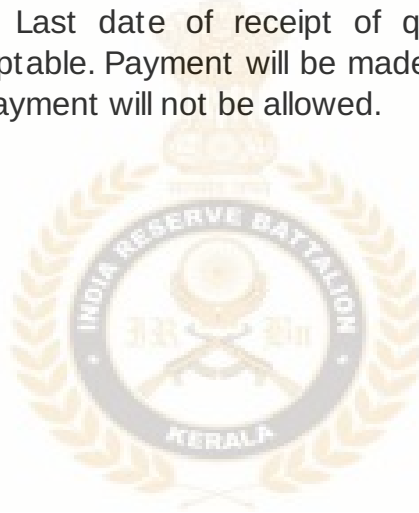 Last date of receipt of q
ptable. Payment will be made
ayment will not be allowed.
INDIA RESERVE BATTALION
IR Bn
KERALA